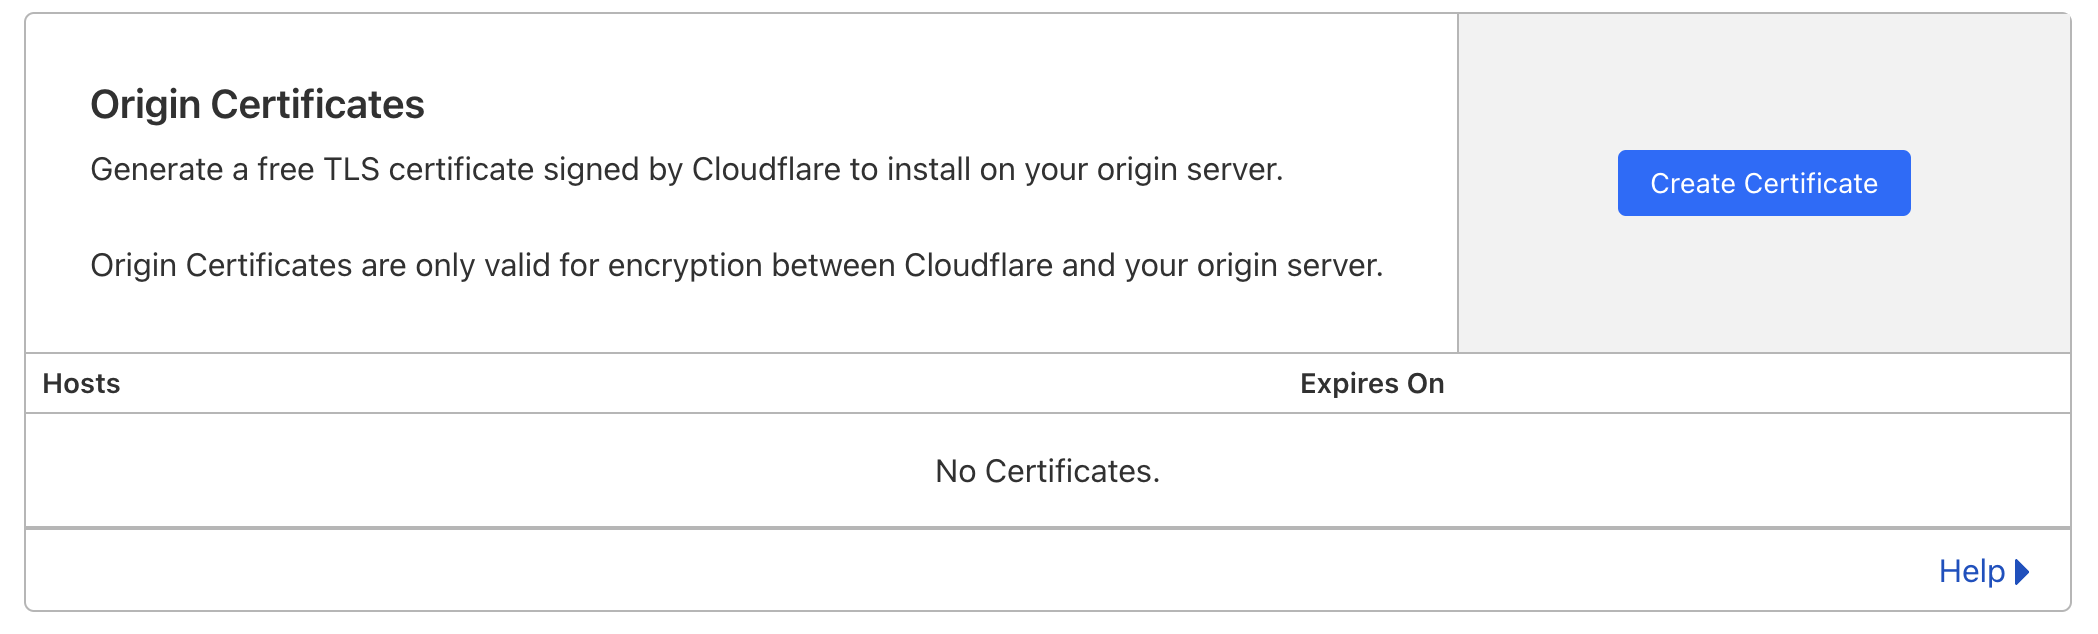 Origin Certificates
Generate a free TLS certificate signed by Cloudflare to install on your origin server.
Create Certificate
Origin Certificates are only valid for encryption between Cloudflare and your origin server.
Hosts Expires On
No Certificates.
Help